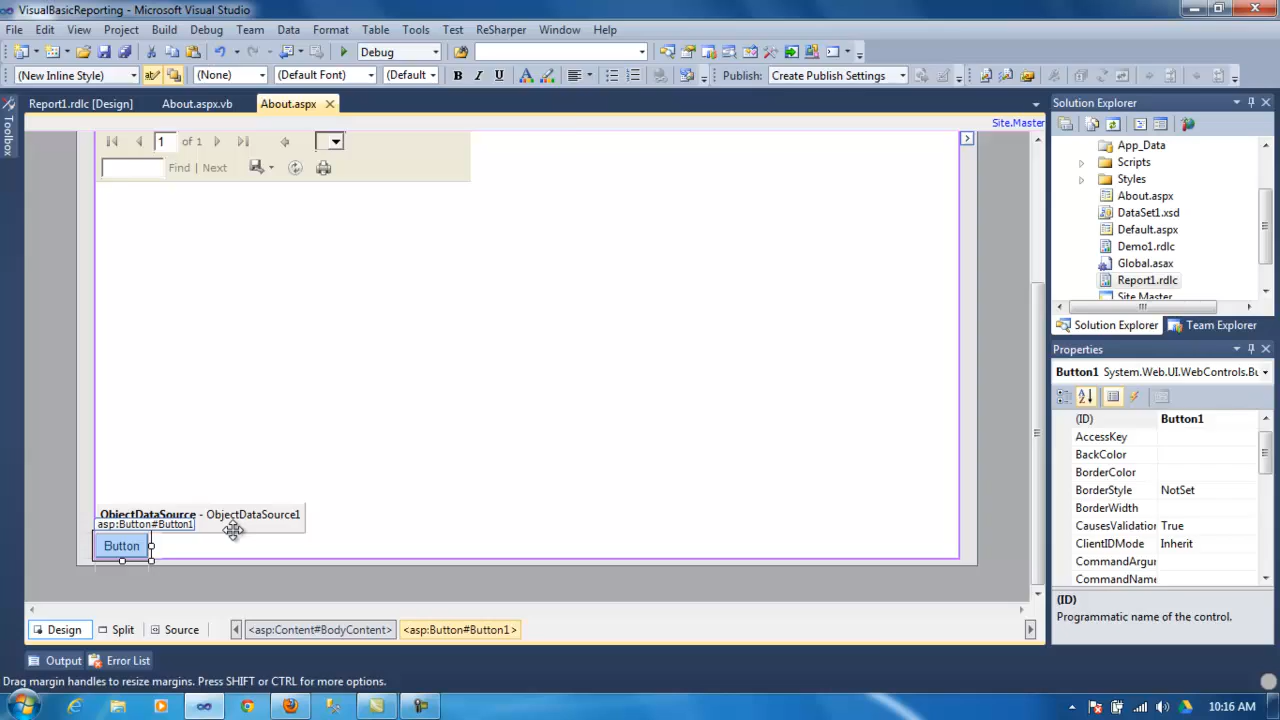 VisualBasicReporting - Microsoft Visual Studio
File Edit View Project Build Debug Team Data Format Table Tools Test ReSharper Window Help
Debug
(New Inline Style) (None) (Default Font) (Default B I U A Publish: Create Publish Settings
Toolbox
Report1.rdlc [Design] About.aspx.vb About.aspx
Site.Master
1 of 1
Find | Next
ObjectDataSource - ObjectDataSource1
asp:Button#Button1
Button
Design Split Source <asp:Content#BodyContent> <asp:Button#Button1>
Solution Explorer
App_Data
Scripts
Styles
About.aspx
DataSet1.xsd
Default.aspx
Demo1.rdlc
Global.asax
Report1.rdlc
Site.Master
Solution Explorer Team Explorer
Properties
Button1 System.Web.UI.WebControls.Bu
(ID) Button1
AccessKey
BackColor
BorderColor
BorderStyle NotSet
BorderWidth
CausesValidation True
ClientIDMode Inherit
CommandArgum
CommandName
(ID)
Programmatic name of the control.
Output Error List
Drag margin handles to resize margins. Press SHIFT or CTRL for more options.
10:16 AM